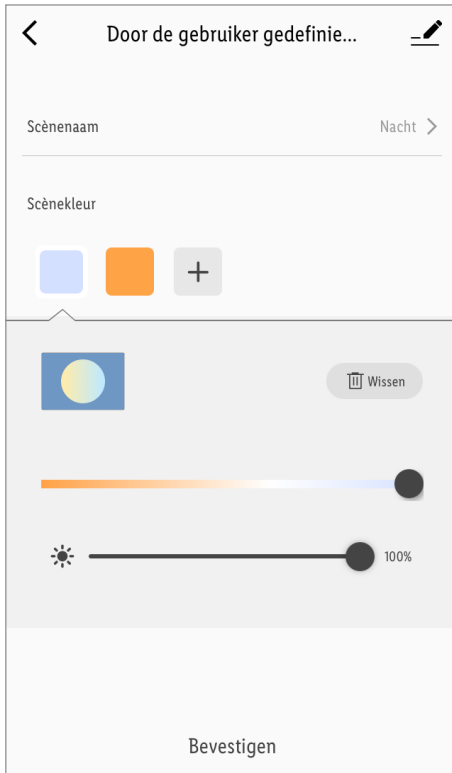 Door de gebruiker gedefinie...
Scènenaam
Nacht
Scènekleur
Wissen
100%
Bevestigen